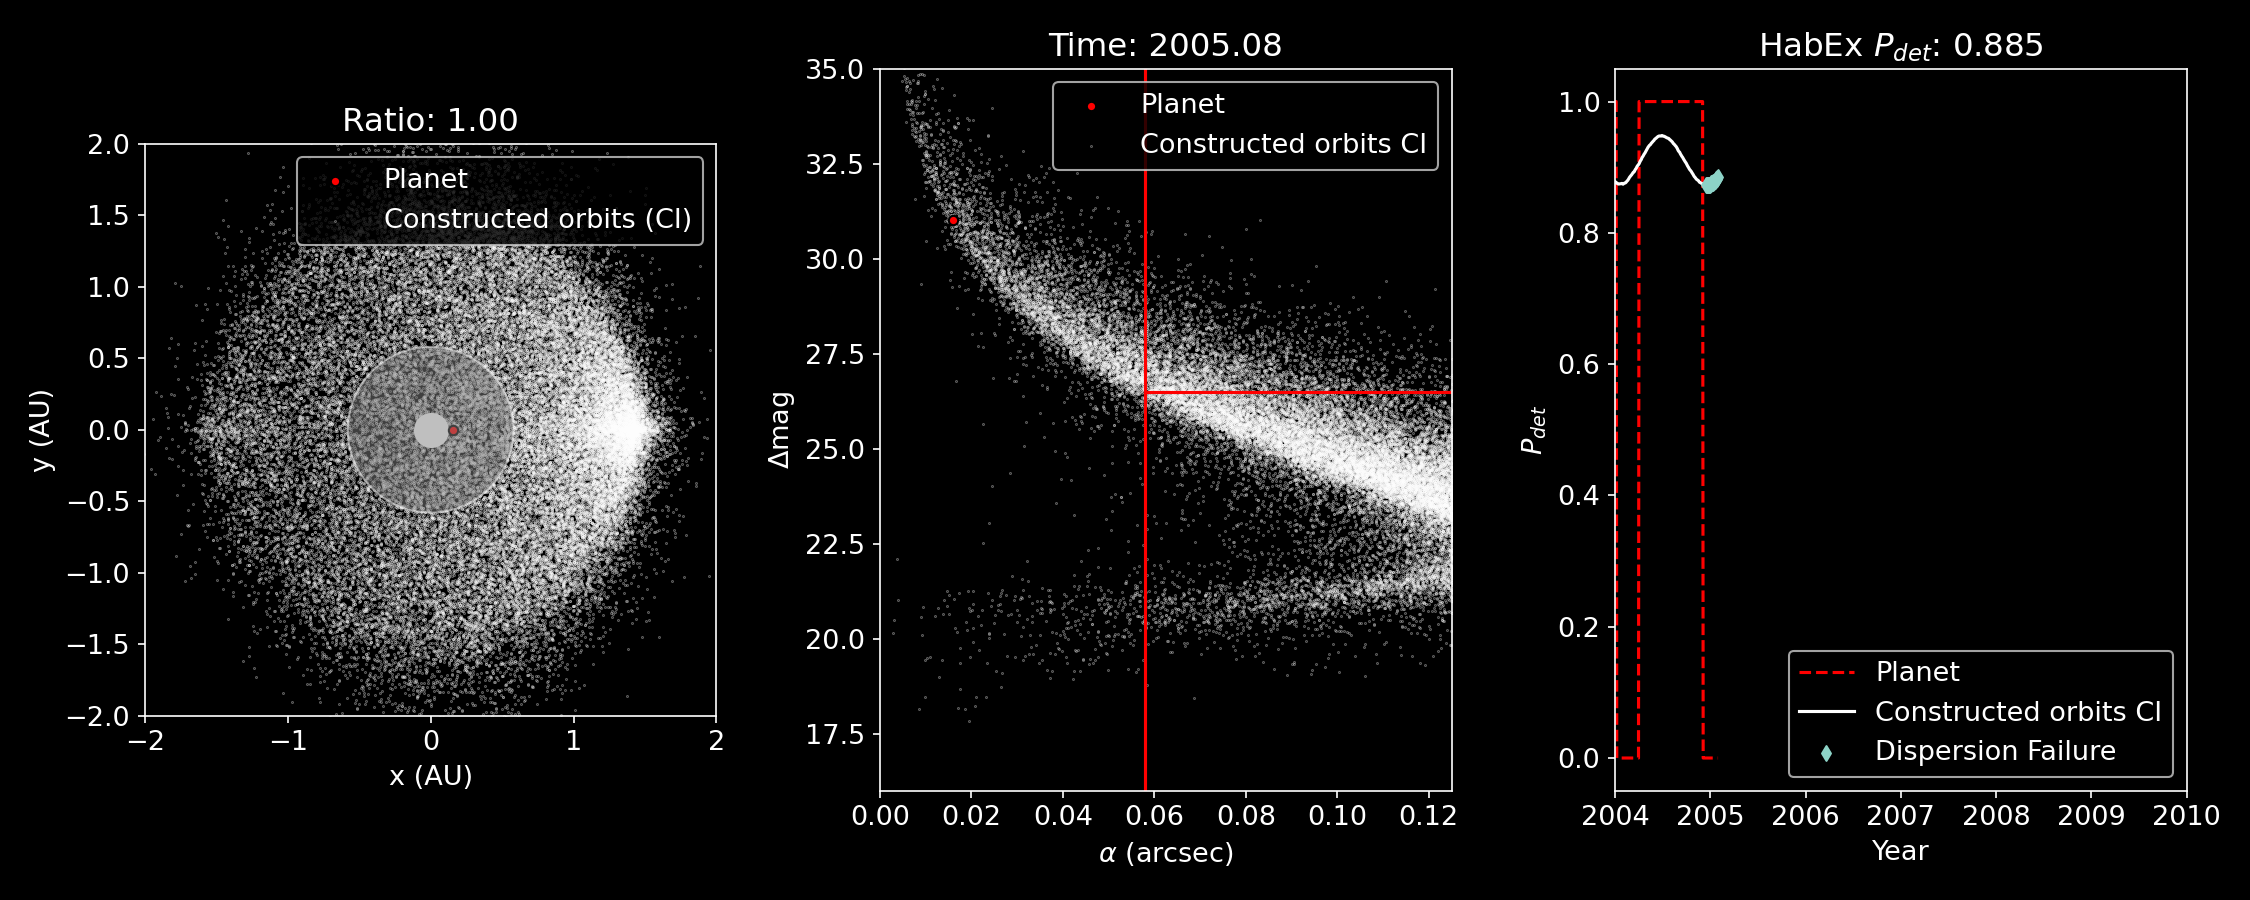 Ratio: 1.00
Planet
Constructed orbits (CI)
2.0
1.5
1.0
0.5
0.0
−0.5
−1.0
−1.5
−2.0
y (AU)
−2
−1
0
1
2
x (AU)
Time: 2005.08
Planet
Constructed orbits CI
35.0
32.5
30.0
27.5
25.0
22.5
20.0
17.5
Δmag
0.00
0.02
0.04
0.06
0.08
0.10
0.12
α (arcsec)
HabEx P_det: 0.885
1.0
0.8
0.6
0.4
0.2
0.0
P_det
Planet
Constructed orbits CI
Dispersion Failure
2004
2005
2006
2007
2008
2009
2010
Year